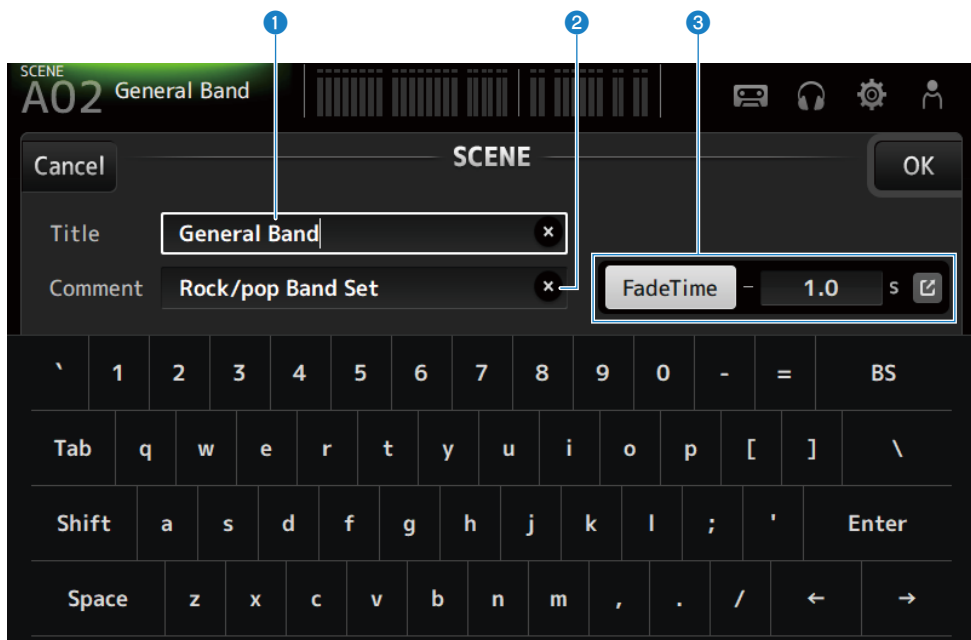 1 2 3
SCENE
A02 General Band
Cancel SCENE OK
Title General Band ×
Comment Rock/pop Band Set × FadeTime – 1.0 s
` 1 2 3 4 5 6 7 8 9 0 - = BS
Tab q w e r t y u i o p [ ] \
Shift a s d f g h j k l ; ' Enter
Space z x c v b n m , . / ← →